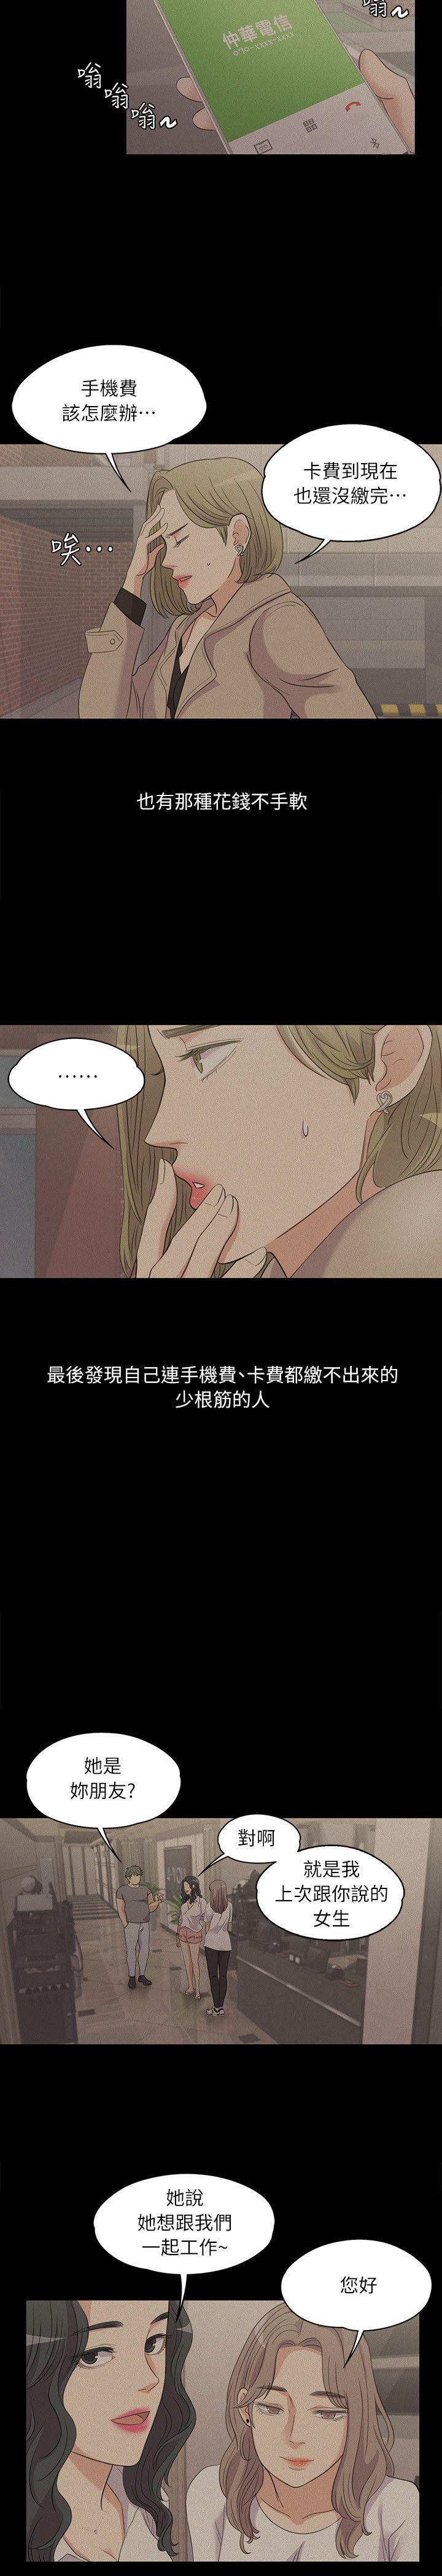 嗡
仲華電信
010-xxxx-xxxx
嗡
嗡
嗡~
手機費
該怎麼辦…
卡費到現在
也還沒繳完…
唉…
也有那種花錢不手軟
……
最後發現自己連手機費、卡費都繳不出來的
少根筋的人
她是
妳朋友?
對啊
就是我
上次跟你說的
女生
她說
她想跟我們
一起工作~
您好